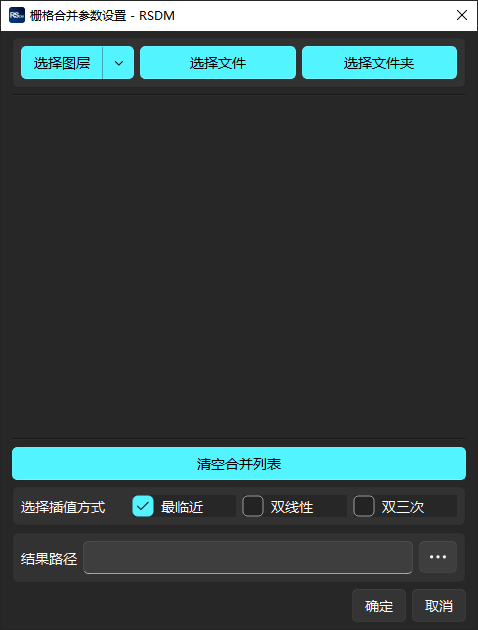 栅格合并参数设置 - RSDM
选择图层 选择文件 选择文件夹
清空合并列表
选择插值方式 最临近 双线性 双三次
结果路径 ...
确定 取消